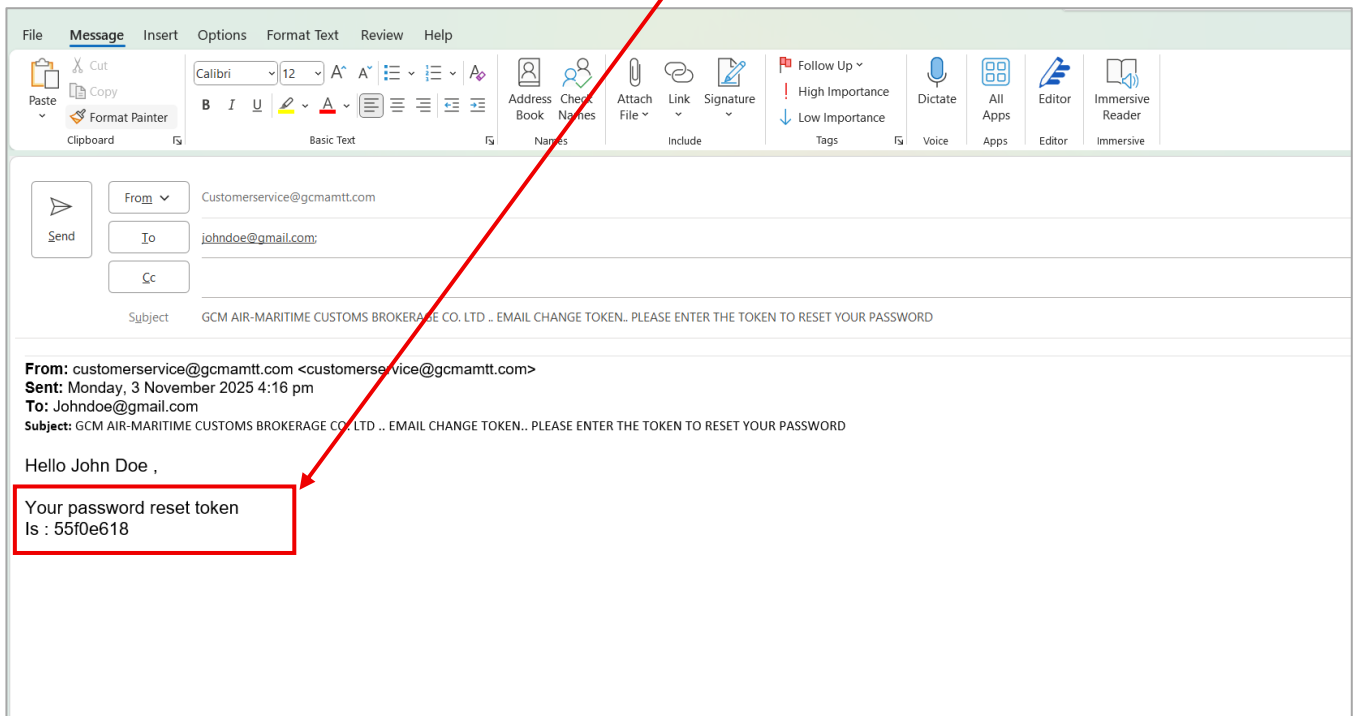 File Message Insert Options Format Text Review Help
Paste
Cut
Copy
Format Painter
Clipboard
Calibri 12
B I U
Basic Text
Address Book
Check Names
Names
Attach File
Link
Signature
Include
Follow Up
High Importance
Low Importance
Tags
Dictate
Voice
All Apps
Apps
Editor
Editor
Immersive Reader
Immersive
Send
From Customerservice@gcmamtt.com
To johndoe@gmail.com;
Cc
Subject GCM AIR-MARITIME CUSTOMS BROKERAGE CO. LTD .. EMAIL CHANGE TOKEN.. PLEASE ENTER THE TOKEN TO RESET YOUR PASSWORD
From: customerservice@gcmamtt.com <customerservice@gcmamtt.com>
Sent: Monday, 3 November 2025 4:16 pm
To: Johndoe@gmail.com
Subject: GCM AIR-MARITIME CUSTOMS BROKERAGE CO. LTD .. EMAIL CHANGE TOKEN.. PLEASE ENTER THE TOKEN TO RESET YOUR PASSWORD
Hello John Doe ,
Your password reset token
Is : 55f0e618